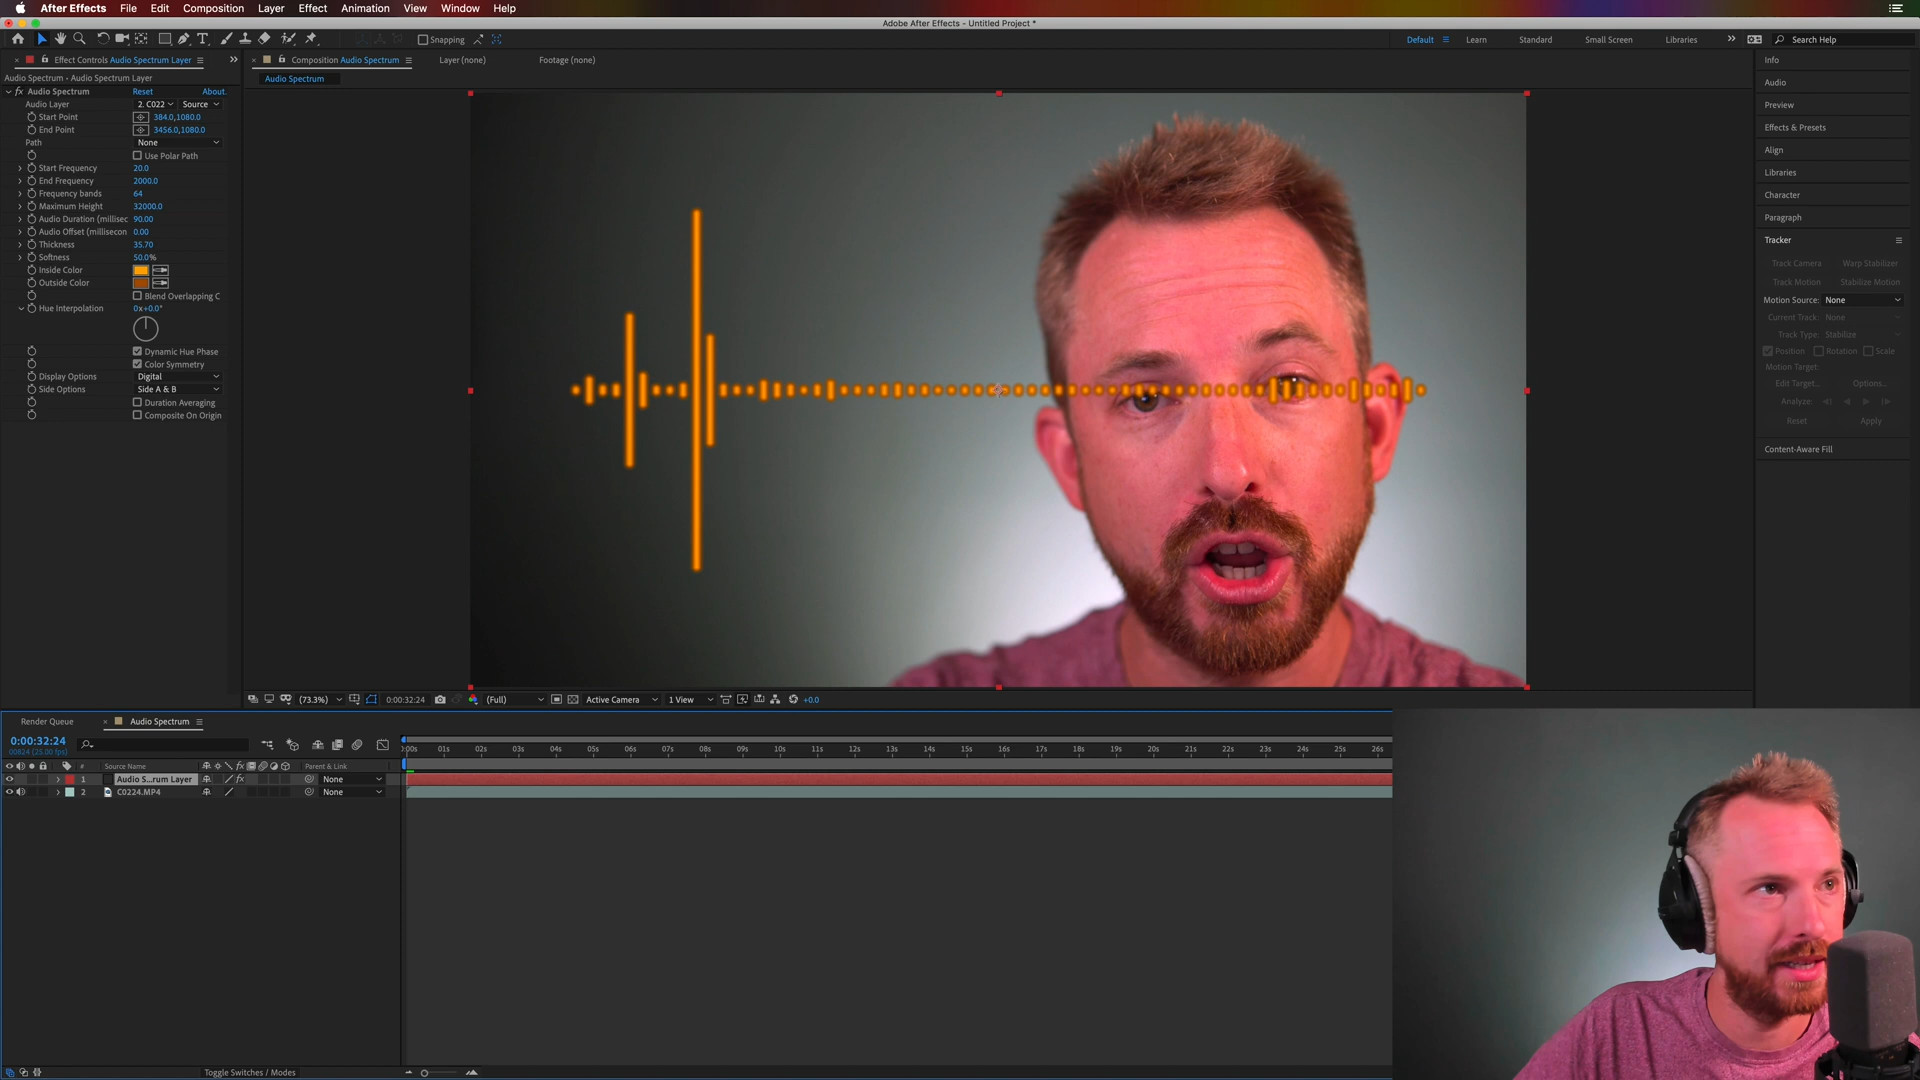 After Effects File Edit Composition Layer Effect Animation View Window Help
Adobe After Effects - Untitled Project *
Snapping
Default Learn Standard Small Screen Libraries Search Help
Effect Controls Audio Spectrum Layer
Composition Audio Spectrum
Layer (none)
Footage (none)
Audio Spectrum • Audio Spectrum Layer
Audio Spectrum
fx Audio Spectrum Reset About.
Audio Layer 2. C022 Source
Start Point 384.0,1080.0
End Point 3456.0,1080.0
Path None
Use Polar Path
Start Frequency 20.0
End Frequency 2000.0
Frequency bands 64
Maximum Height 32000.0
Audio Duration (millisec 90.00
Audio Offset (millisecon 0.00
Thickness 35.70
Softness 50.0%
Inside Color
Outside Color
Blend Overlapping C
Hue Interpolation 0x+0.0°
Dynamic Hue Phase
Color Symmetry
Display Options Digital
Side Options Side A & B
Duration Averaging
Composite On Origin
Info
Audio
Preview
Effects & Presets
Align
Libraries
Character
Paragraph
Tracker
Track Camera Warp Stabilizer
Track Motion Stabilize Motion
Motion Source: None
Current Track: None
Track Type: Stabilize
Position Rotation Scale
Motion Target:
Edit Target... Options...
Analyze:
Reset Apply
Content-Aware Fill
(73.3%) 0:00:32:24 (Full) Active Camera 1 View +0.0
Render Queue Audio Spectrum
0:00:32:24
00824 (25.00 fps)
:00s 01s 02s 03s 04s 05s 06s 07s 08s 09s 10s 11s 12s 13s 14s 15s 16s 17s 18s 19s 20s 21s 22s 23s 24s 25s 26s
# Source Name fx Parent & Link
1 Audio S...rum Layer fx None
2 C0224.MP4 None
Toggle Switches / Modes